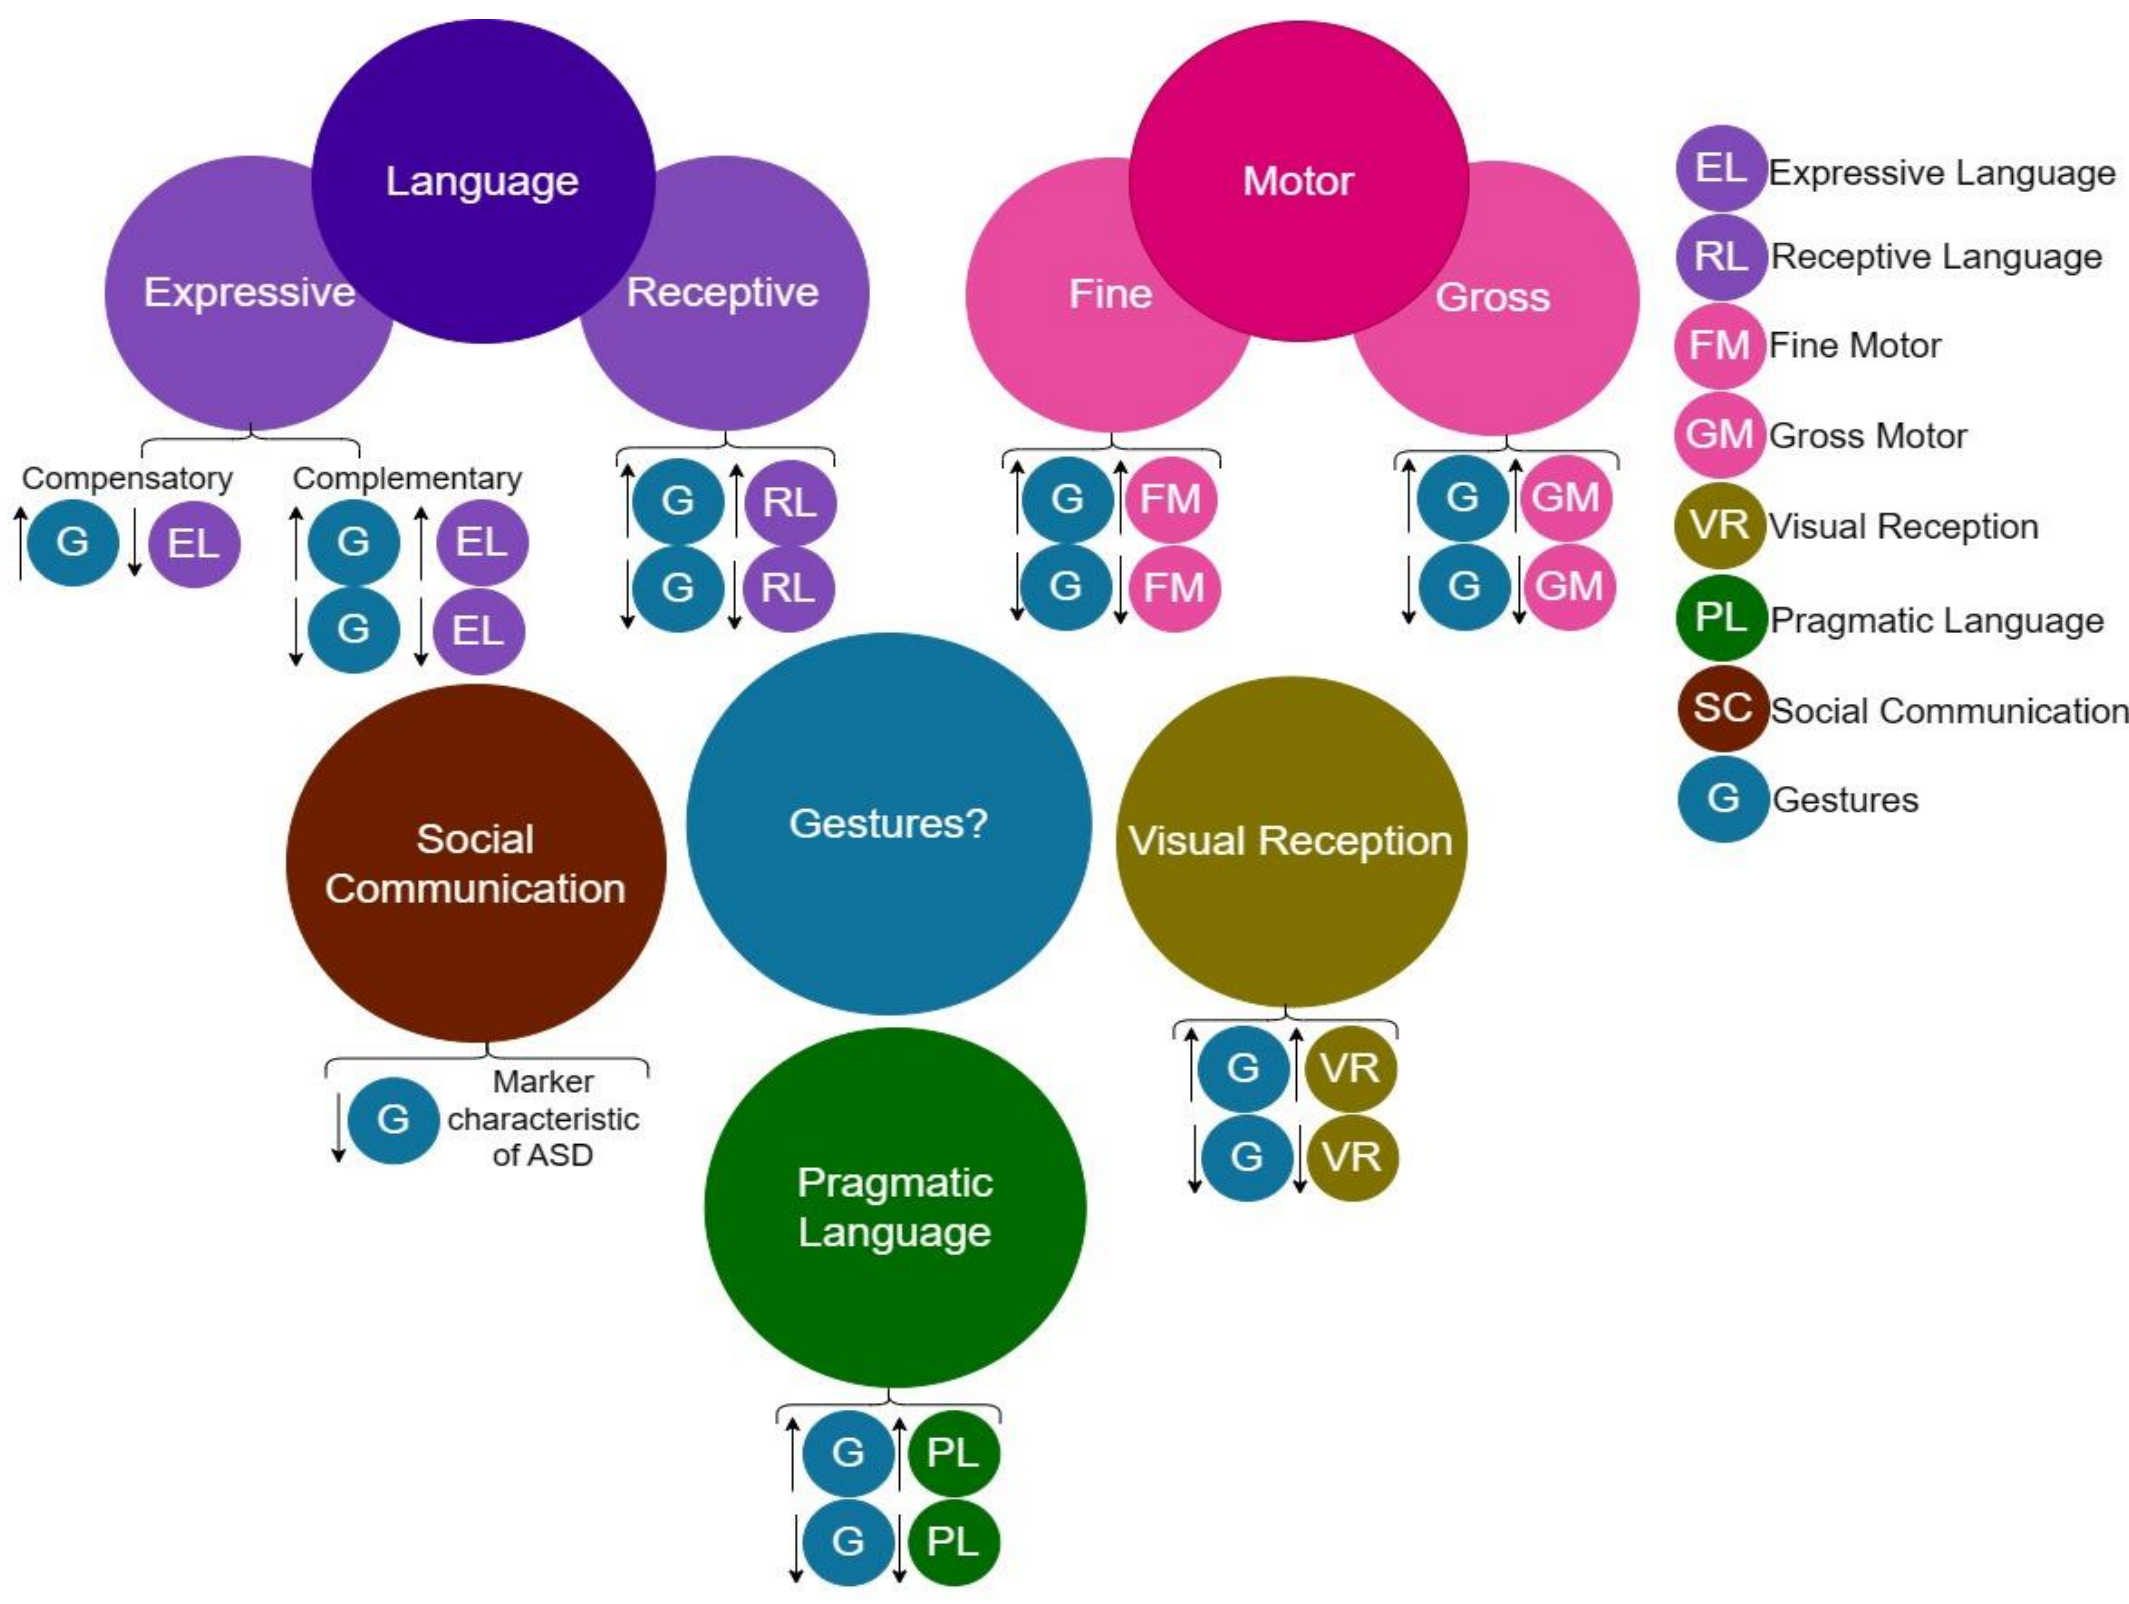 Language
Motor
Expressive
Receptive
Fine
Gross
Compensatory
Complementary
G
EL
G
EL
G
EL
G
RL
G
RL
G
FM
G
FM
G
GM
G
GM
Social
Communication
Gestures?
Visual Reception
G
Marker
characteristic
of ASD
G
VR
G
VR
Pragmatic
Language
G
PL
G
PL
EL Expressive Language
RL Receptive Language
FM Fine Motor
GM Gross Motor
VR Visual Reception
PL Pragmatic Language
SC Social Communication
G Gestures